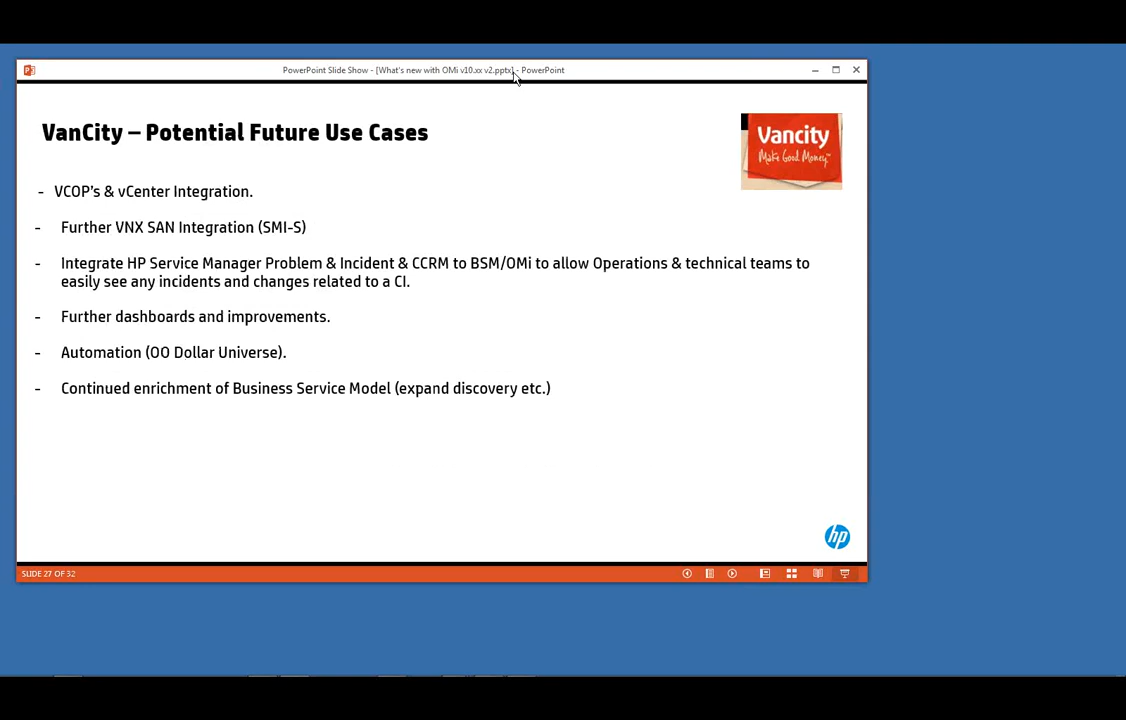 PowerPoint Slide Show - [What's new with OMi v10.xx v2.pptx] - PowerPoint
VanCity – Potential Future Use Cases
Vancity
Make Good Money™
- VCOP's & vCenter Integration.
- Further VNX SAN Integration (SMI-S)
- Integrate HP Service Manager Problem & Incident & CCRM to BSM/OMi to allow Operations & technical teams to
easily see any incidents and changes related to a CI.
- Further dashboards and improvements.
- Automation (OO Dollar Universe).
- Continued enrichment of Business Service Model (expand discovery etc.)
hp
SLIDE 27 OF 32